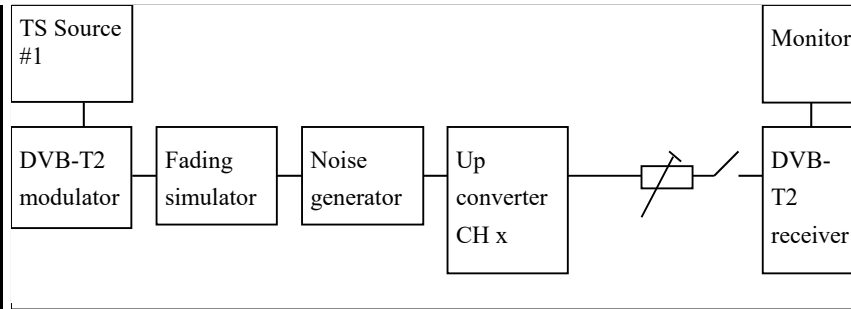 TS Source
#1
Monitor
DVB-T2
modulator
Fading
simulator
Noise
generator
Up
converter
CH x
DVB-
T2
receiver